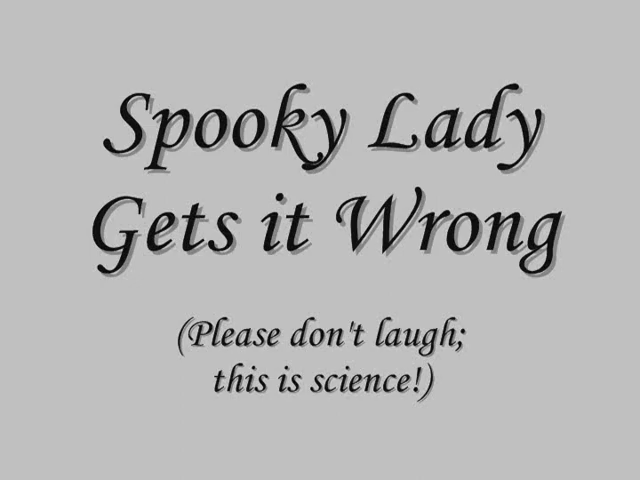 Spooky Lady
Gets it Wrong
(Please don't laugh;
this is science!)